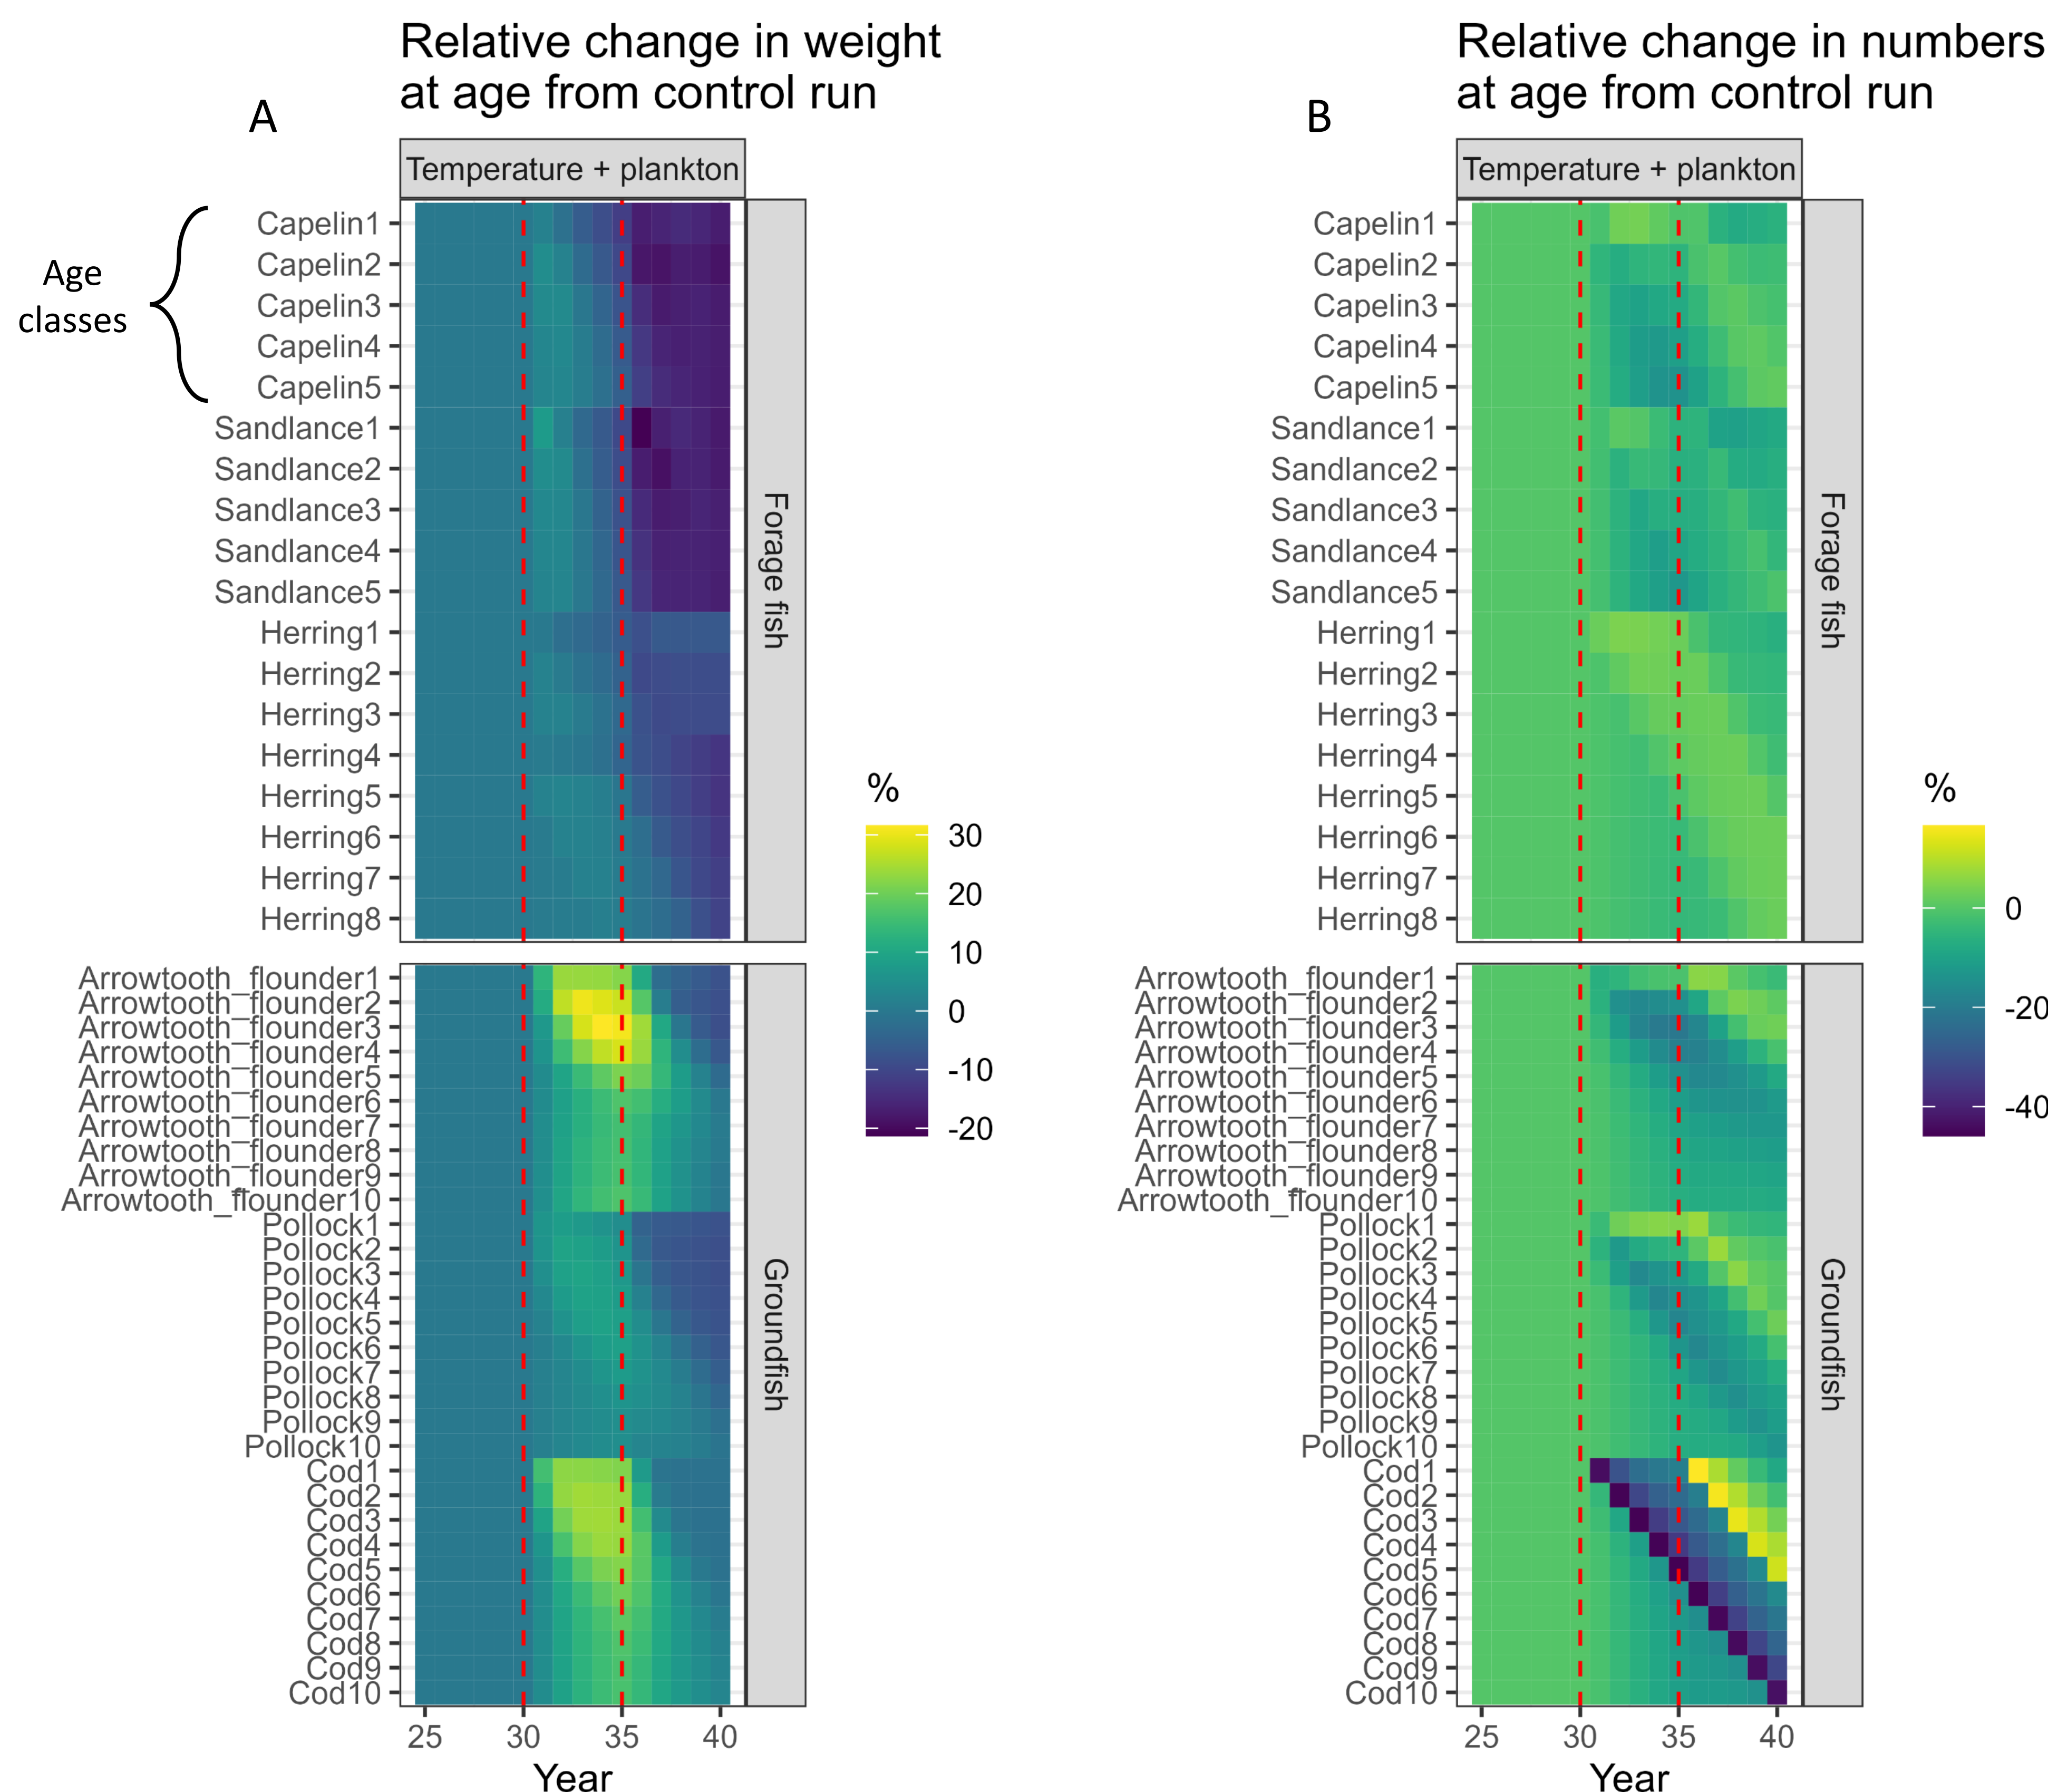 Relative change in weight
at age from control run
A
Temperature + plankton
Age
classes
Capelin1
Capelin2
Capelin3
Capelin4
Capelin5
Sandlance1
Sandlance2
Sandlance3
Sandlance4
Sandlance5
Herring1
Herring2
Herring3
Herring4
Herring5
Herring6
Herring7
Herring8
Forage fish
Arrowtooth_flounder1
Arrowtooth_flounder2
Arrowtooth_flounder3
Arrowtooth_flounder4
Arrowtooth_flounder5
Arrowtooth_flounder6
Arrowtooth_flounder7
Arrowtooth_flounder8
Arrowtooth_flounder9
Arrowtooth_flounder10
Pollock1
Pollock2
Pollock3
Pollock4
Pollock5
Pollock6
Pollock7
Pollock8
Pollock9
Pollock10
Cod1
Cod2
Cod3
Cod4
Cod5
Cod6
Cod7
Cod8
Cod9
Cod10
Groundfish
25 30 35 40
Year
%
30
20
10
0
-10
-20
Relative change in numbers
at age from control run
B
Temperature + plankton
Capelin1
Capelin2
Capelin3
Capelin4
Capelin5
Sandlance1
Sandlance2
Sandlance3
Sandlance4
Sandlance5
Herring1
Herring2
Herring3
Herring4
Herring5
Herring6
Herring7
Herring8
Forage fish
Arrowtooth_flounder1
Arrowtooth_flounder2
Arrowtooth_flounder3
Arrowtooth_flounder4
Arrowtooth_flounder5
Arrowtooth_flounder6
Arrowtooth_flounder7
Arrowtooth_flounder8
Arrowtooth_flounder9
Arrowtooth_flounder10
Pollock1
Pollock2
Pollock3
Pollock4
Pollock5
Pollock6
Pollock7
Pollock8
Pollock9
Pollock10
Cod1
Cod2
Cod3
Cod4
Cod5
Cod6
Cod7
Cod8
Cod9
Cod10
Groundfish
25 30 35 40
Year
%
0
-20
-40